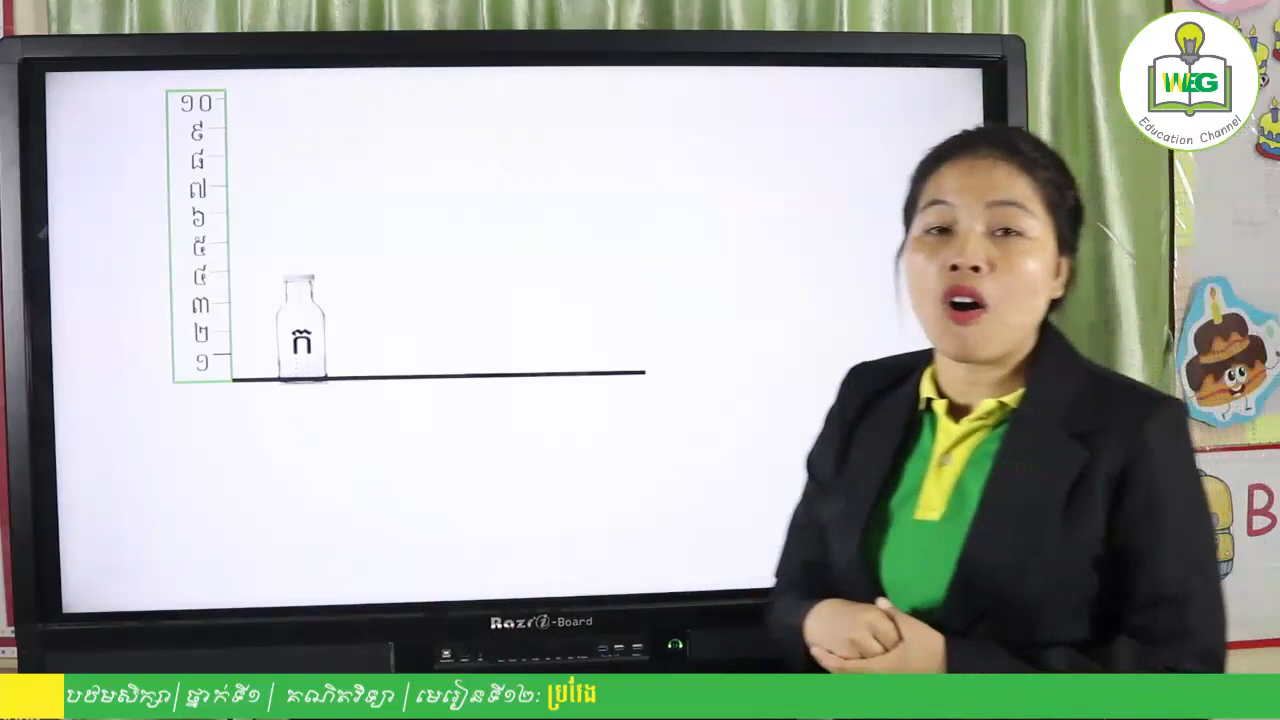 WEG
Education Channel
១០
៩
៨
៧
៦
៥
៤
៣
២
១
ក
B
Razr i-Board
បឋមសិក្សា| ថ្នាក់ទី១ | គណិតវិទ្យា | មេរៀនទី១២: ប្រវែង